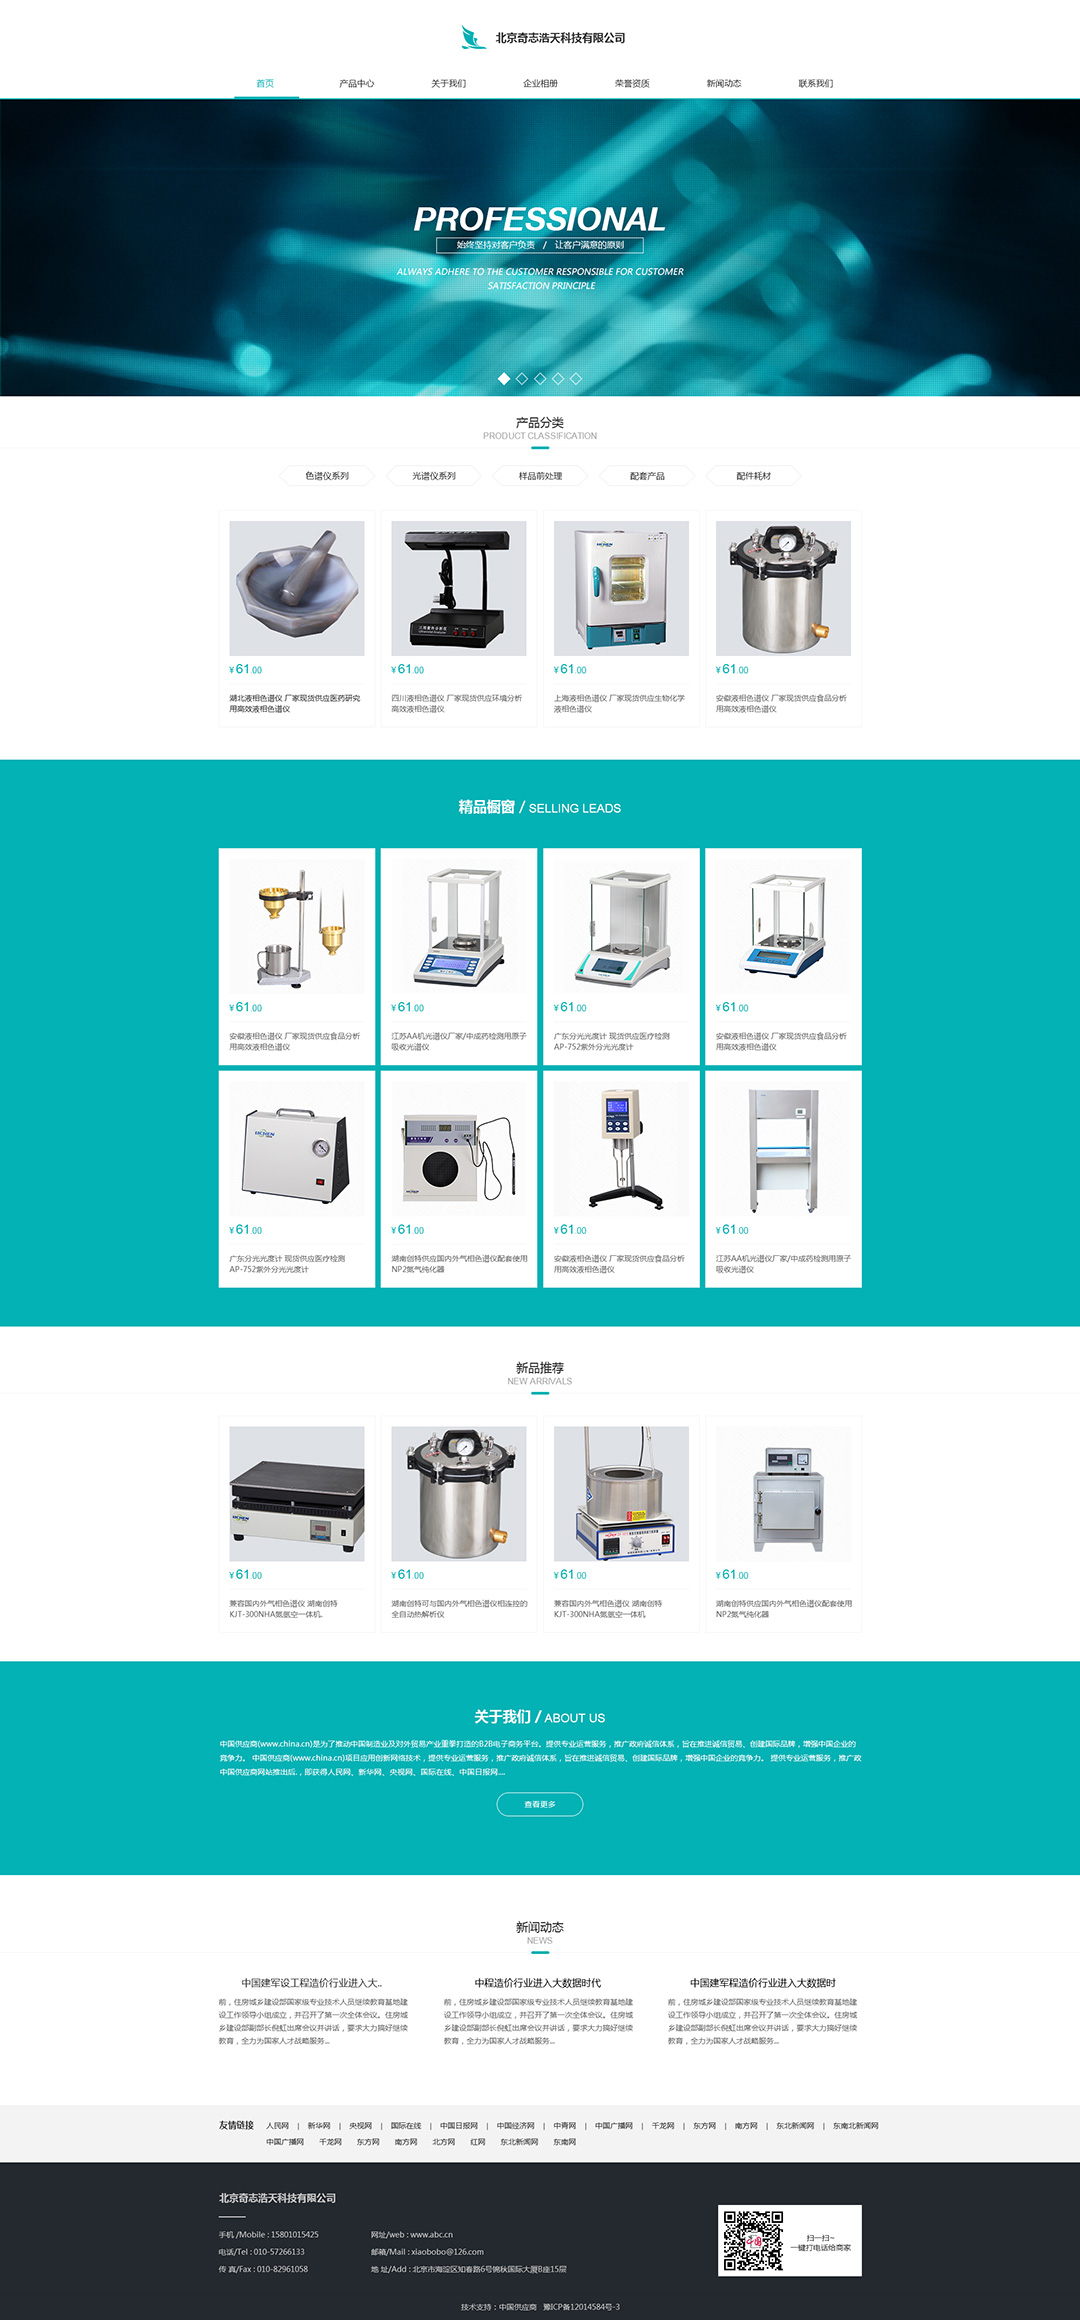 北京奇志浩天科技有限公司
首页 产品中心 关于我们 企业相册 荣誉资质 新闻动态 联系我们
PROFESSIONAL
始终坚持对客户负责 / 让客户满意的原则
ALWAYS ADHERE TO THE CUSTOMER RESPONSIBLE FOR CUSTOMER
SATISFACTION PRINCIPLE
产品分类
PRODUCT CLASSIFICATION
色谱仪系列 光谱仪系列 样品前处理 配套产品 配件耗材
¥61.00 ¥61.00 ¥61.00 ¥61.00
湖北液相色谱仪 厂家现货供应医药研究
用高效液相色谱仪
四川液相色谱仪 厂家现货供应环境分析
高效液相色谱仪
上海液相色谱仪 厂家现货供应生物化学
液相色谱仪
安徽液相色谱仪 厂家现货供应食品分析
用高效液相色谱仪
精品橱窗 / SELLING LEADS
¥61.00 ¥61.00 ¥61.00 ¥61.00
安徽液相色谱仪 厂家现货供应食品分析
用高效液相色谱仪
江苏AA机光谱仪厂家/中成药检测用原子
吸收光谱仪
广东分光光度计 现货供应医疗检测
AP-752紫外分光光度计
安徽液相色谱仪 厂家现货供应食品分析
用高效液相色谱仪
¥61.00 ¥61.00 ¥61.00 ¥61.00
广东分光光度计 现货供应医疗检测
AP-752紫外分光光度计
湖南创特供应国内外气相色谱仪配套使用
NP2氮气纯化器
安徽液相色谱仪 厂家现货供应食品分析
用高效液相色谱仪
江苏AA机光谱仪厂家/中成药检测用原子
吸收光谱仪
新品推荐
NEW ARRIVALS
¥61.00 ¥61.00 ¥61.00 ¥61.00
兼容国内外气相色谱仪 湖南创特
KJT-300NHA氮氢空一体机.
湖南创特可与国内外气相色谱仪相连控的
全自动热解析仪
兼容国内外气相色谱仪 湖南创特
KJT-300NHA氮氢空一体机
湖南创特供应国内外气相色谱仪配套使用
NP2氮气纯化器
关于我们 / ABOUT US
中国供应商(www.china.cn)是为了推动中国制造业及对外贸易产业重拳打造的B2B电子商务平台。提供专业运营服务，推广政府诚信体系，旨在推进诚信贸易、创建国际品牌，增强中国企业的
竞争力。 中国供应商(www.china.cn)项目应用创新网络技术，提供专业运营服务，推广政府诚信体系，旨在推进诚信贸易、创建国际品牌，增强中国企业的竞争力。 提供专业运营服务，推广政
中国供应商网站推出后.，即获得人民网、新华网、央视网、国际在线、中国日报网....
查看更多
新闻动态
NEWS
中国建军设工程造价行业进入大..
前，住房城乡建设部国家级专业技术人员继续教育基地建
设工作领导小组成立，并召开了第一次全体会议。住房城
乡建设部副部长倪虹出席会议并讲话，要求大力搞好继续
教育，全力为国家人才战略服务...
中程造价行业进入大数据时代
前，住房城乡建设部国家级专业技术人员继续教育基地建
设工作领导小组成立，并召开了第一次全体会议。住房城
乡建设部副部长倪虹出席会议并讲话，要求大力搞好继续
教育，全力为国家人才战略服务...
中国建军程造价行业进入大数据时
前，住房城乡建设部国家级专业技术人员继续教育基地建
设工作领导小组成立，并召开了第一次全体会议。住房城
乡建设部副部长倪虹出席会议并讲话，要求大力搞好继续
教育，全力为国家人才战略服务...
友情链接 人民网 | 新华网 | 央视网 | 国际在线 | 中国日报网 | 中国经济网 | 中青网 | 中国广播网 | 千龙网 | 东方网 | 南方网 | 东北新闻网 | 东南北新闻网
中国广播网 千龙网 东方网 南方网 北方网 红网 东北新闻网 东南网
北京奇志浩天科技有限公司
手机 /Mobile : 15801015425 网址/web : www.abc.cn
电话/Tel : 010-57266133 邮箱/Mail : xiaobobo@126.com
传 真/Fax : 010-82961058 地 址/Add : 北京市海淀区知春路6号锦秋国际大厦B座15层
扫一扫~
一键打电话给商家
技术支持：中国供应商 豫ICP备12014584号-3